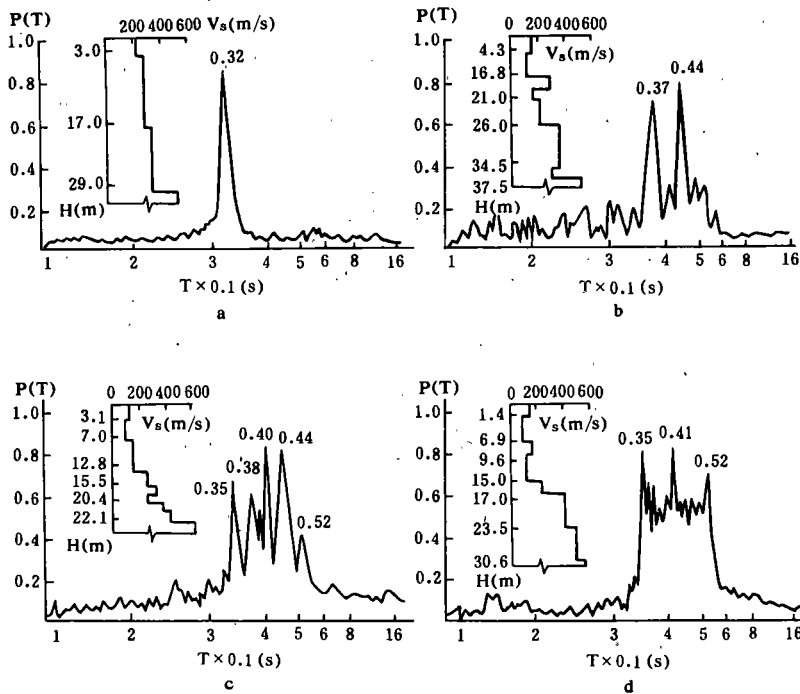 P(T)
200 400 600
V_s(m/s)
3.0
17.0
29.0
H(m)
0.32
1.0
0.8
0.6
0.4
0.2
1 2 3 4 5 6 8 16
T×0.1(s)
a
P(T)
0 200 400 600
V_s(m/s)
4.3
16.8
21.0
26.0
34.5
37.5
H(m)
0.37
0.44
1.0
0.8
0.6
0.4
0.2
1 2 3 4 5 6 8 16
T×0.1(s)
b
P(T)
0 200 400 600
V_s(m/s)
3.1
7.0
12.8
15.5
20.4
22.1
H(m)
0.35
0.38
0.40
0.44
0.52
1.0
0.8
0.6
0.4
0.2
1 2 3 4 5 6 8 16
T×0.1(s)
c
P(T)
0 200 400 600
V_s(m/s)
1.4
6.9
9.6
15.0
17.0
23.5
30.6
H(m)
0.35
0.41
0.52
1.0
0.8
0.6
0.4
0.2
1 2 3 4 5 6 8 16
T×0.1(s)
d